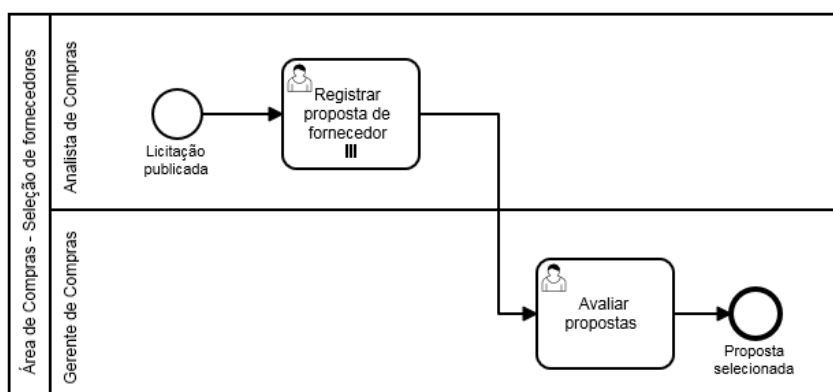 Área de Compras - Seleção de fornecedores
Analista de Compras
Licitação
publicada
Registrar
proposta de
fornecedor
Gerente de Compras
Avaliar
propostas
Proposta
selecionada